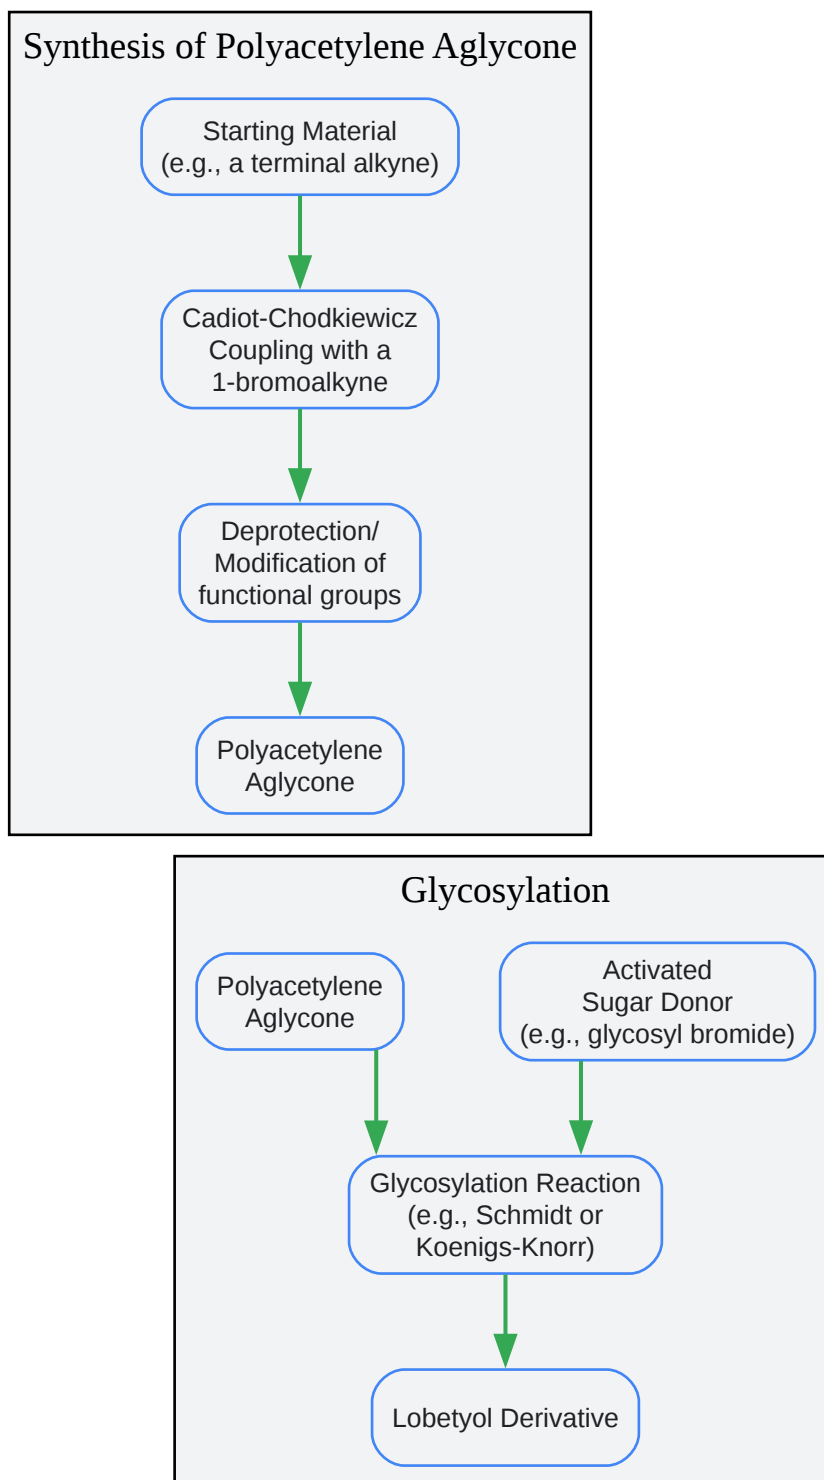 Synthesis of Polyacetylene Aglycone
Starting Material
(e.g., a terminal alkyne)
Cadiot-Chodkiewicz
Coupling with a
1-bromoalkyne
Deprotection/
Modification of
functional groups
Polyacetylene
Aglycone
Glycosylation
Polyacetylene
Aglycone
Activated
Sugar Donor
(e.g., glycosyl bromide)
Glycosylation Reaction
(e.g., Schmidt or
Koenigs-Knorr)
Lobetyol Derivative